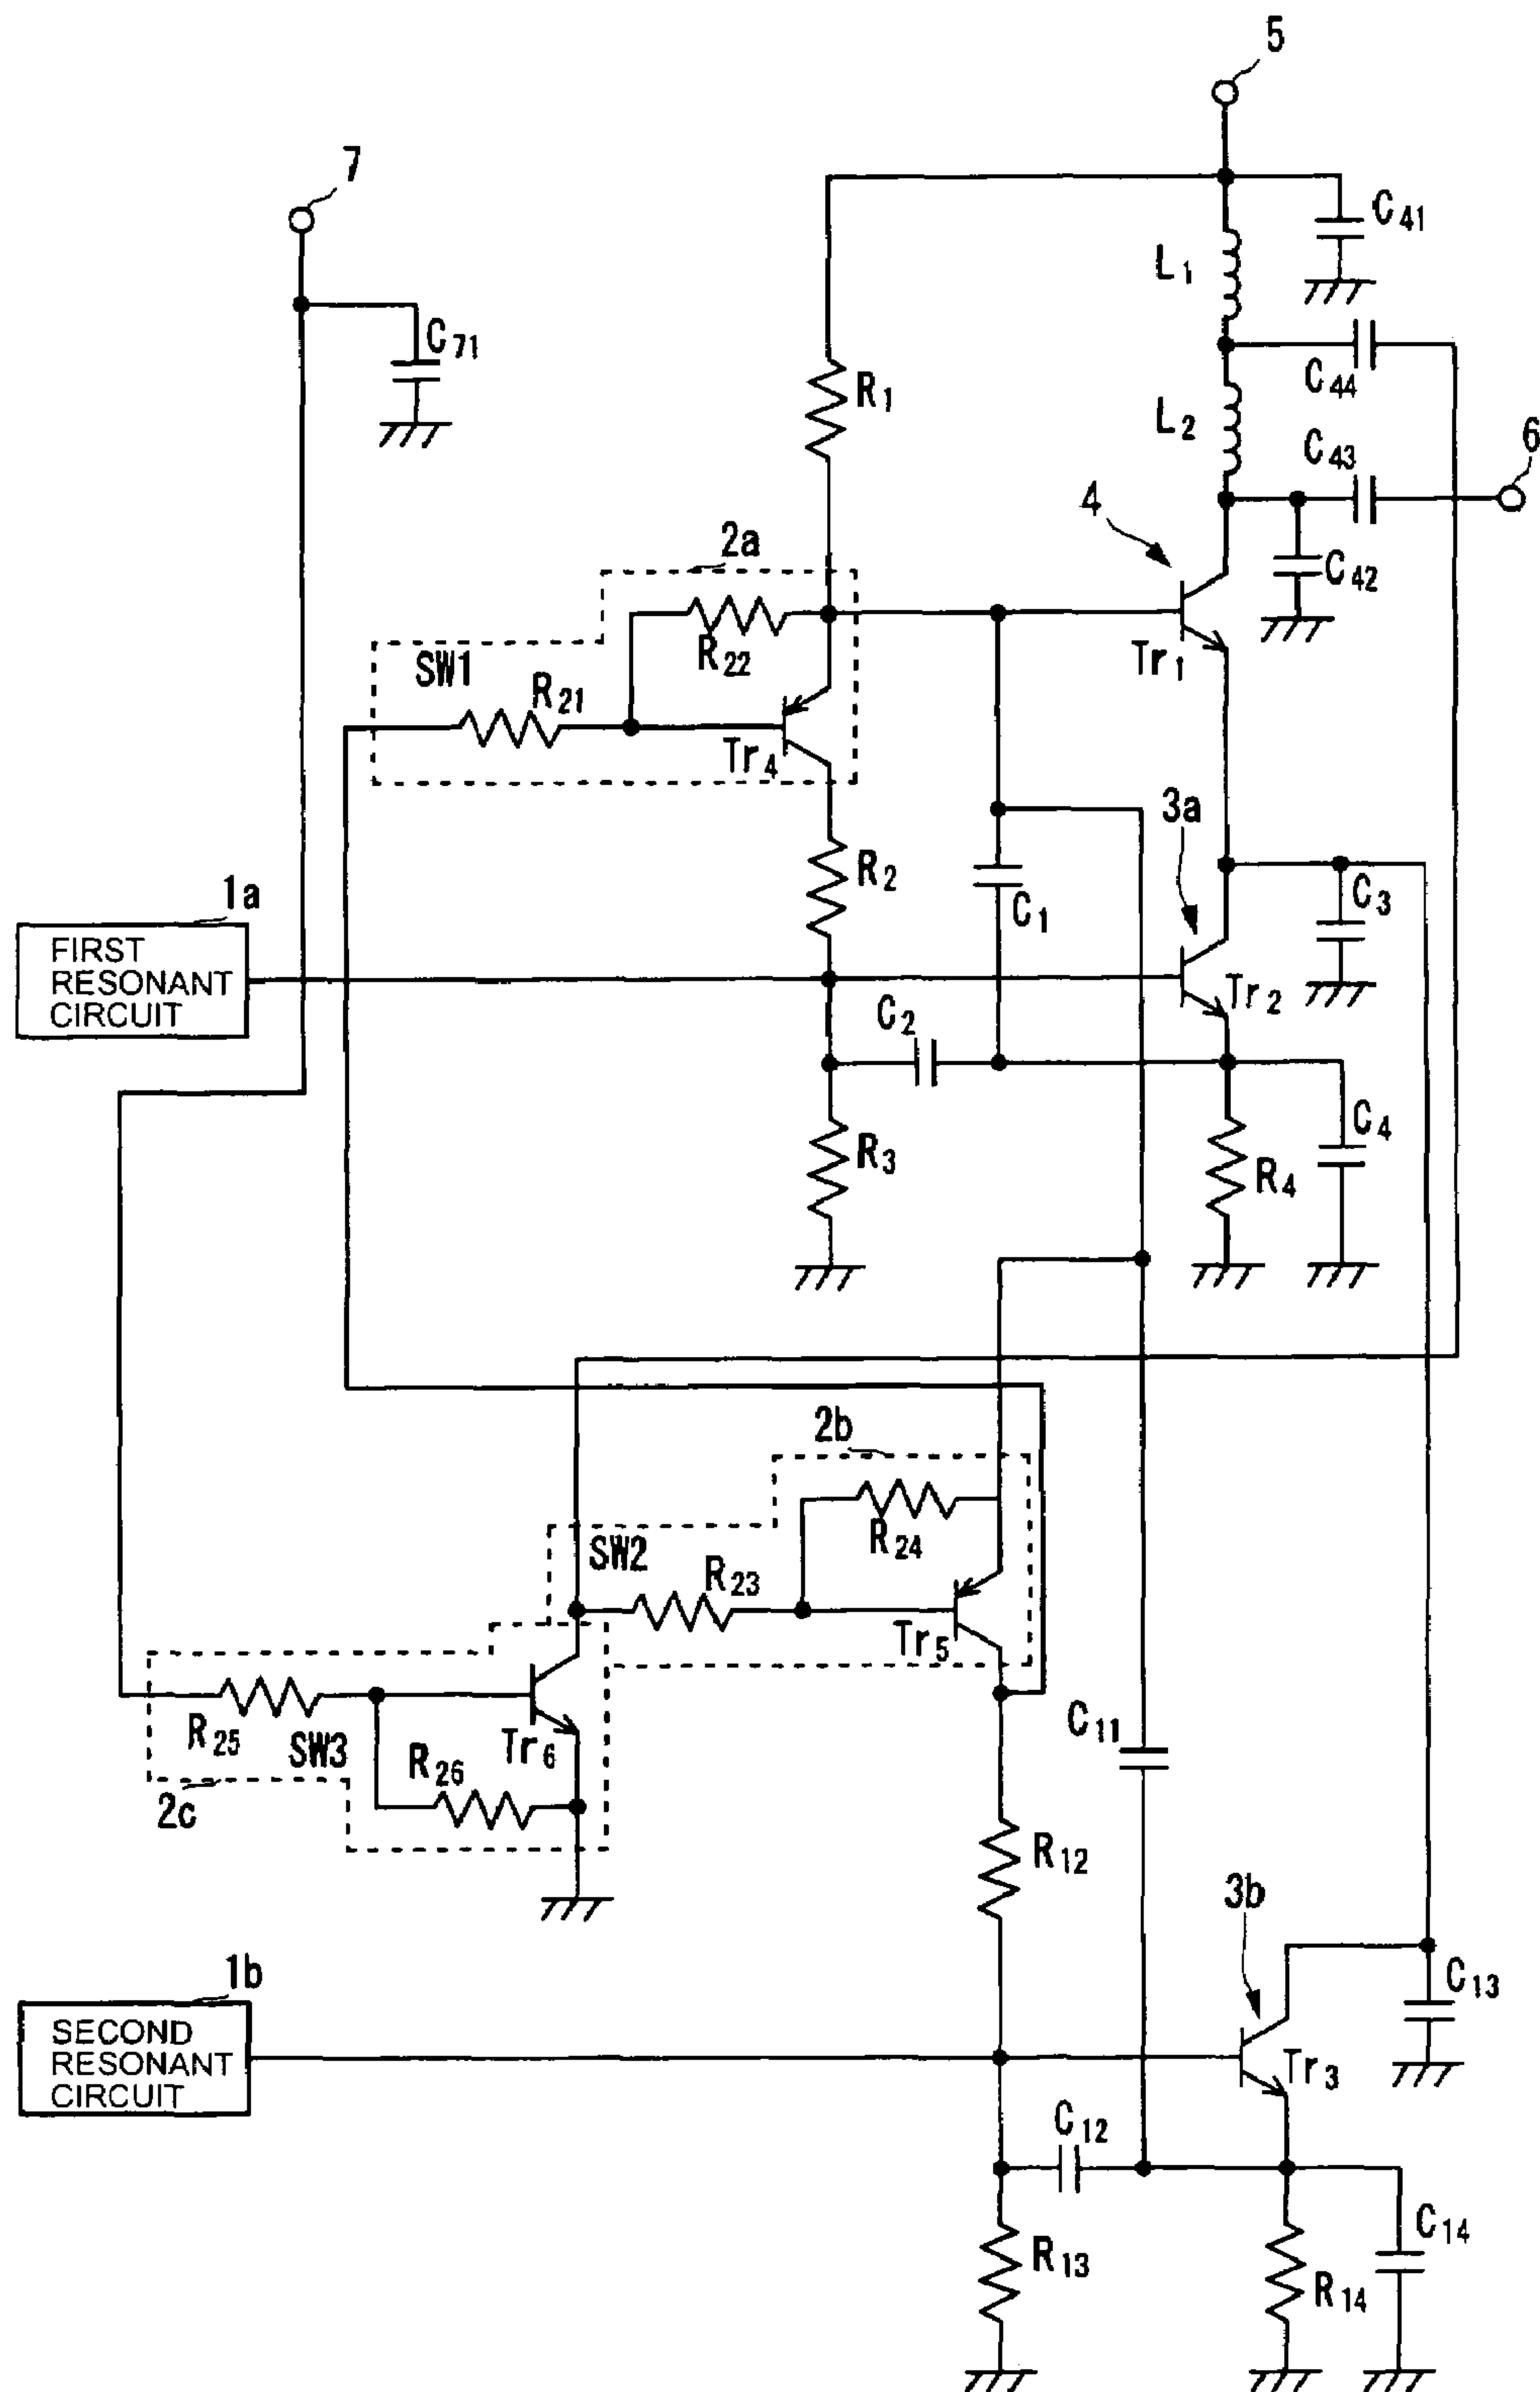 5
7
C41
L1
C71
C44
R1
L2
C43
6
4
2a
C42
R22
SW1
R21
Tr1
Tr4
3a
R2
1a
C3
C1
FIRST
RESONANT
CIRCUIT
Tr2
C2
C4
R3
R4
2b
R24
SW2
R23
Tr5
C11
R25
SW3
Tr6
R26
2c
R12
3b
1b
C13
SECOND
RESONANT
CIRCUIT
Tr3
C12
C14
R13
R14